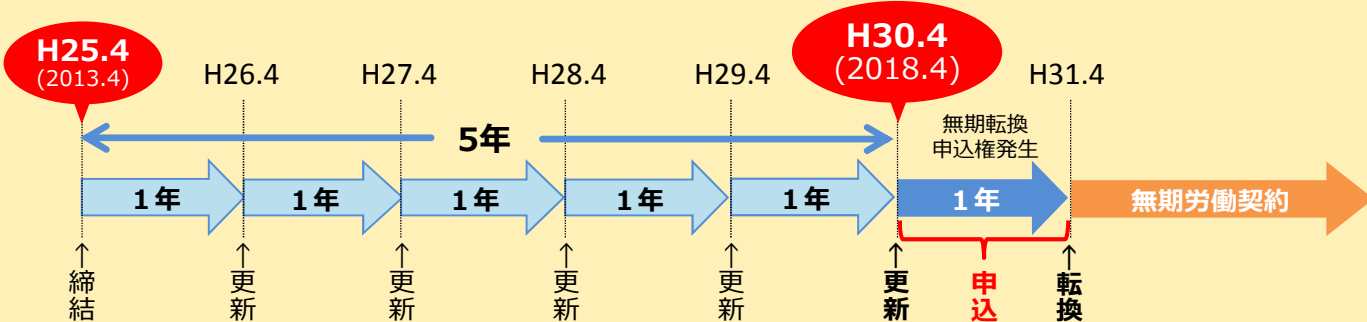 H25.4
(2013.4)
H26.4
H27.4
H28.4
H29.4
H30.4
(2018.4)
H31.4
5年
無期転換
申込権発生
1年
1年
1年
1年
1年
1年
無期労働契約
↑締結
↑更新
↑更新
↑更新
↑更新
↑更新
申込
↑転換